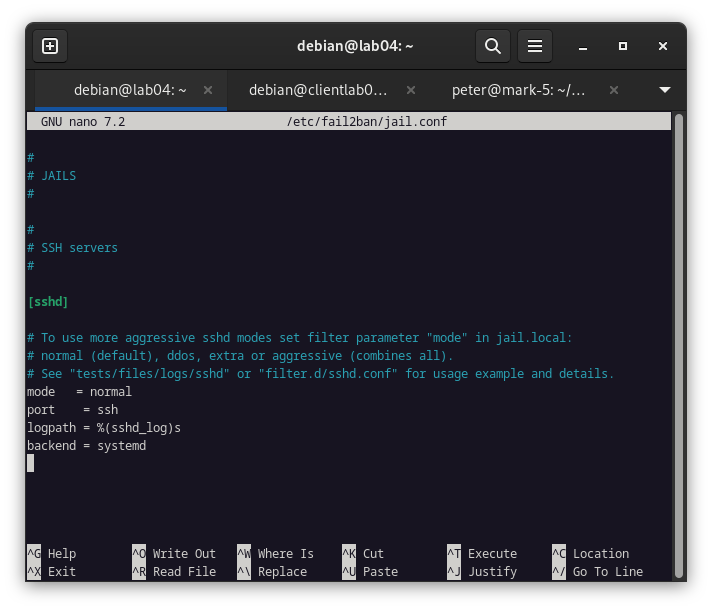 debian@lab04: ~
debian@lab04: ~
debian@clientlab0…
peter@mark-5: ~/…
GNU nano 7.2 /etc/fail2ban/jail.conf
#
# JAILS
#
#
# SSH servers
#
[sshd]
# To use more aggressive sshd modes set filter parameter "mode" in jail.local:
# normal (default), ddos, extra or aggressive (combines all).
# See "tests/files/logs/sshd" or "filter.d/sshd.conf" for usage example and details.
mode   = normal
port    = ssh
logpath = %(sshd_log)s
backend = systemd
^G Help ^O Write Out ^W Where Is ^K Cut ^T Execute ^C Location
^X Exit ^R Read File ^\ Replace ^U Paste ^J Justify ^/ Go To Line